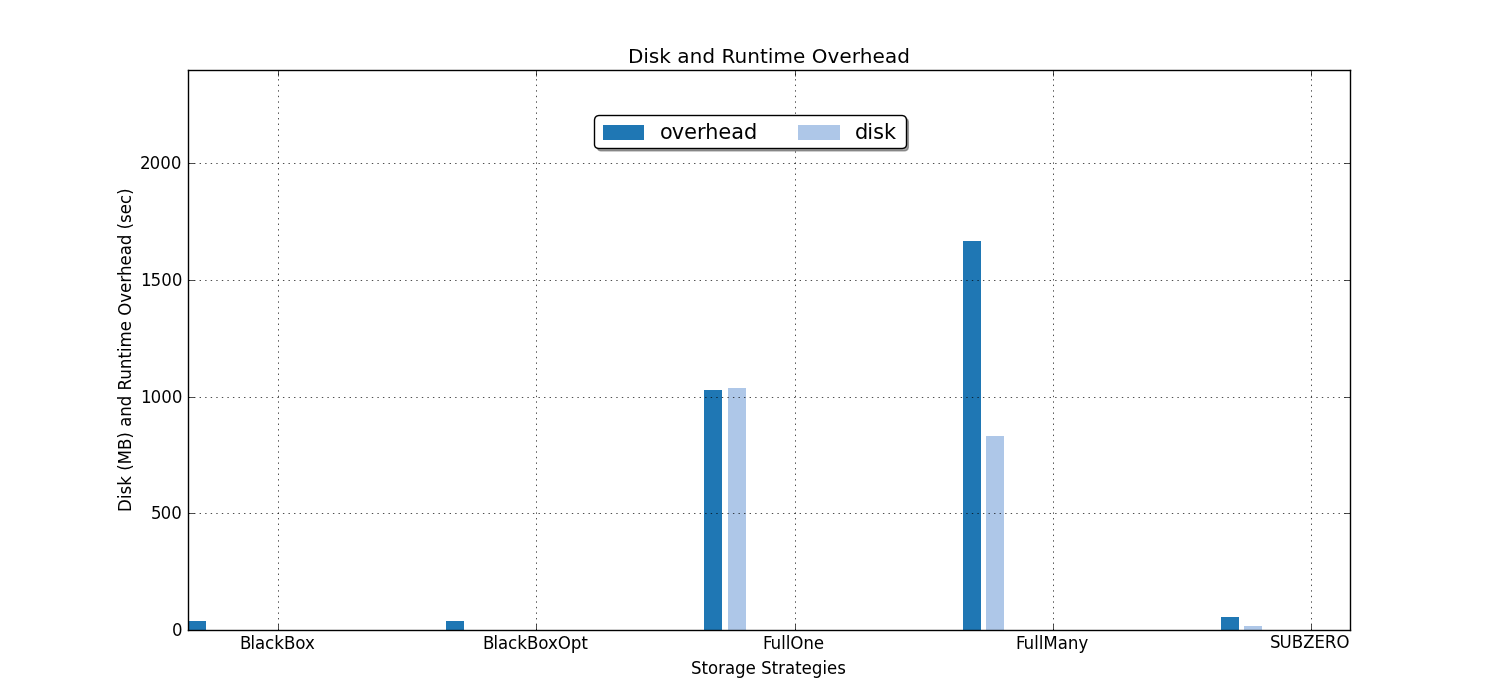 Disk and Runtime Overhead
overhead disk
2000
1500
1000
500
0
Disk (MB) and Runtime Overhead (sec)
BlackBox BlackBoxOpt FullOne FullMany SUBZERO
Storage Strategies